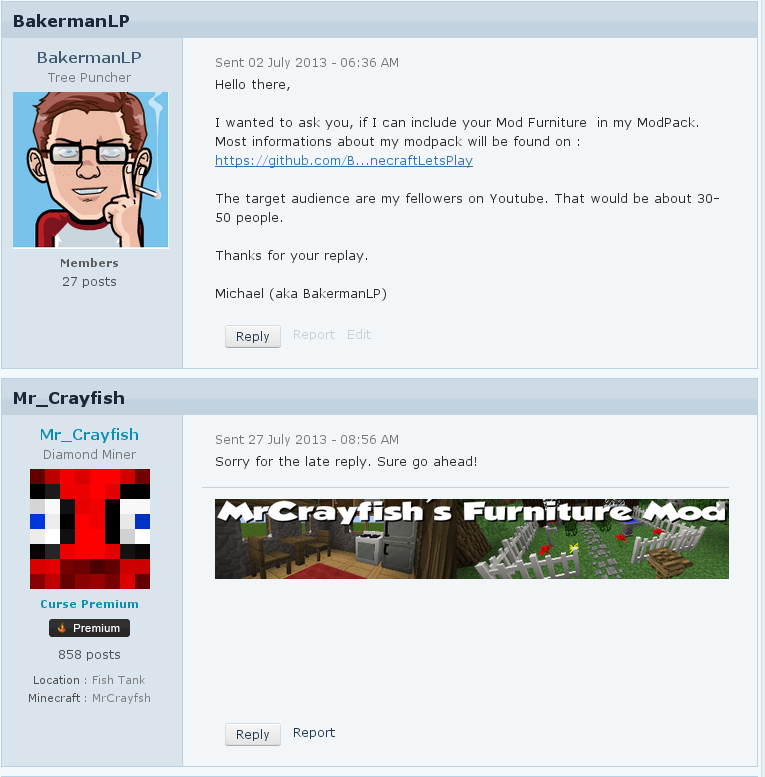 BakermanLP
BakermanLP
Tree Puncher
Members
27 posts
Sent 02 July 2013 - 06:36 AM
Hello there,
I wanted to ask you, if I can include your Mod Furniture  in my ModPack.
Most informations about my modpack will be found on :
https://github.com/B...necraftLetsPlay
The target audience are my fellowers on Youtube. That would be about 30-
50 people.
Thanks for your replay.
Michael (aka BakermanLP)
Reply Report Edit
Mr_Crayfish
Mr_Crayfish
Diamond Miner
Curse Premium
Premium
858 posts
Location : Fish Tank
Minecraft : MrCrayfsh
Sent 27 July 2013 - 08:56 AM
Sorry for the late reply. Sure go ahead!
MrCrayfish's Furniture Mod
Reply Report